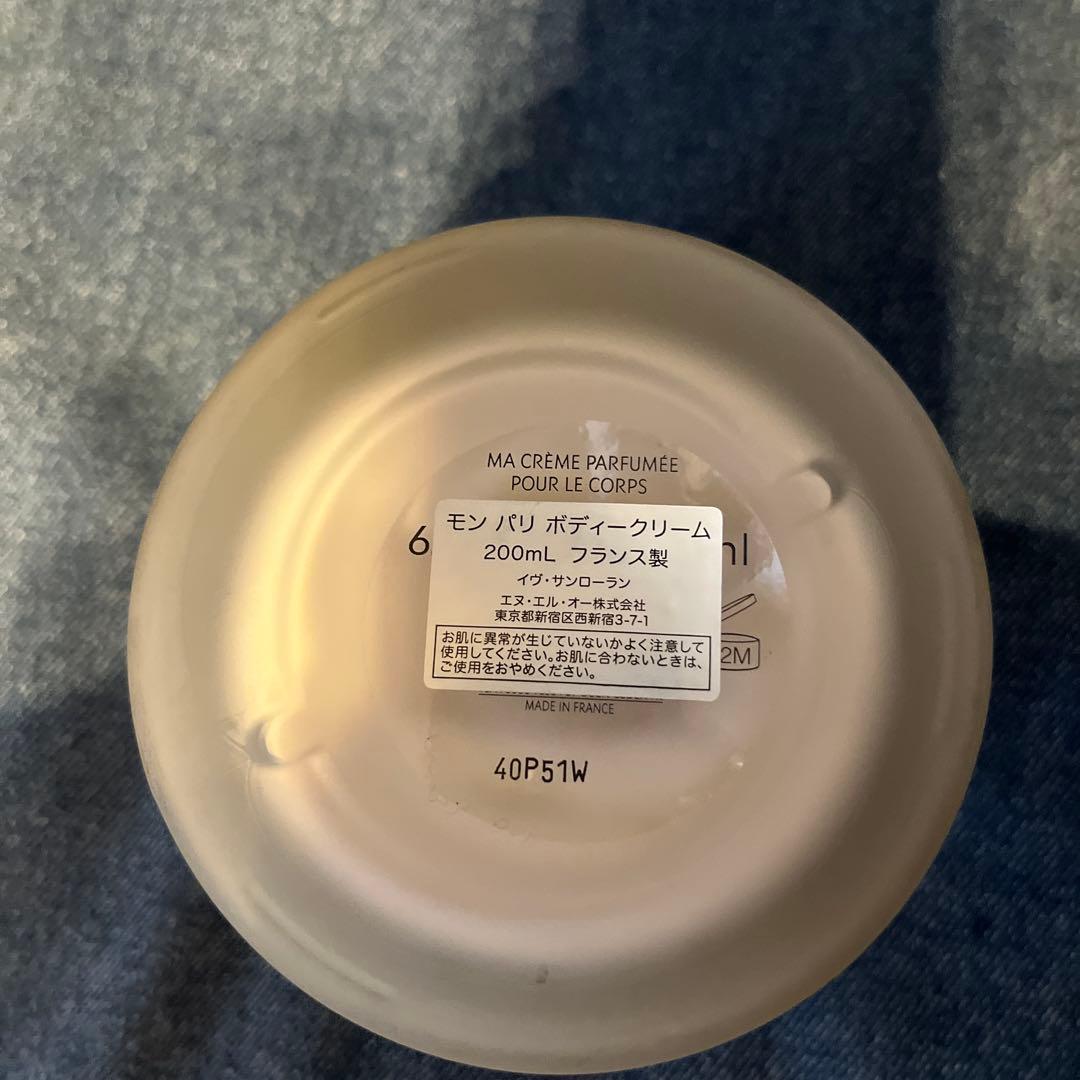 MA CRÈME PARFUMÉE
POUR LE CORPS
6
ml
モン パリ ボディークリーム
200mL フランス製
イヴ・サンローラン
エヌ・エル・オー株式会社
東京都新宿区西新宿3-7-1
お肌に異常が生じていないかよく注意して
使用してください。お肌に合わないときは、
ご使用をおやめください。
2M
MADE IN FRANCE
40P51W